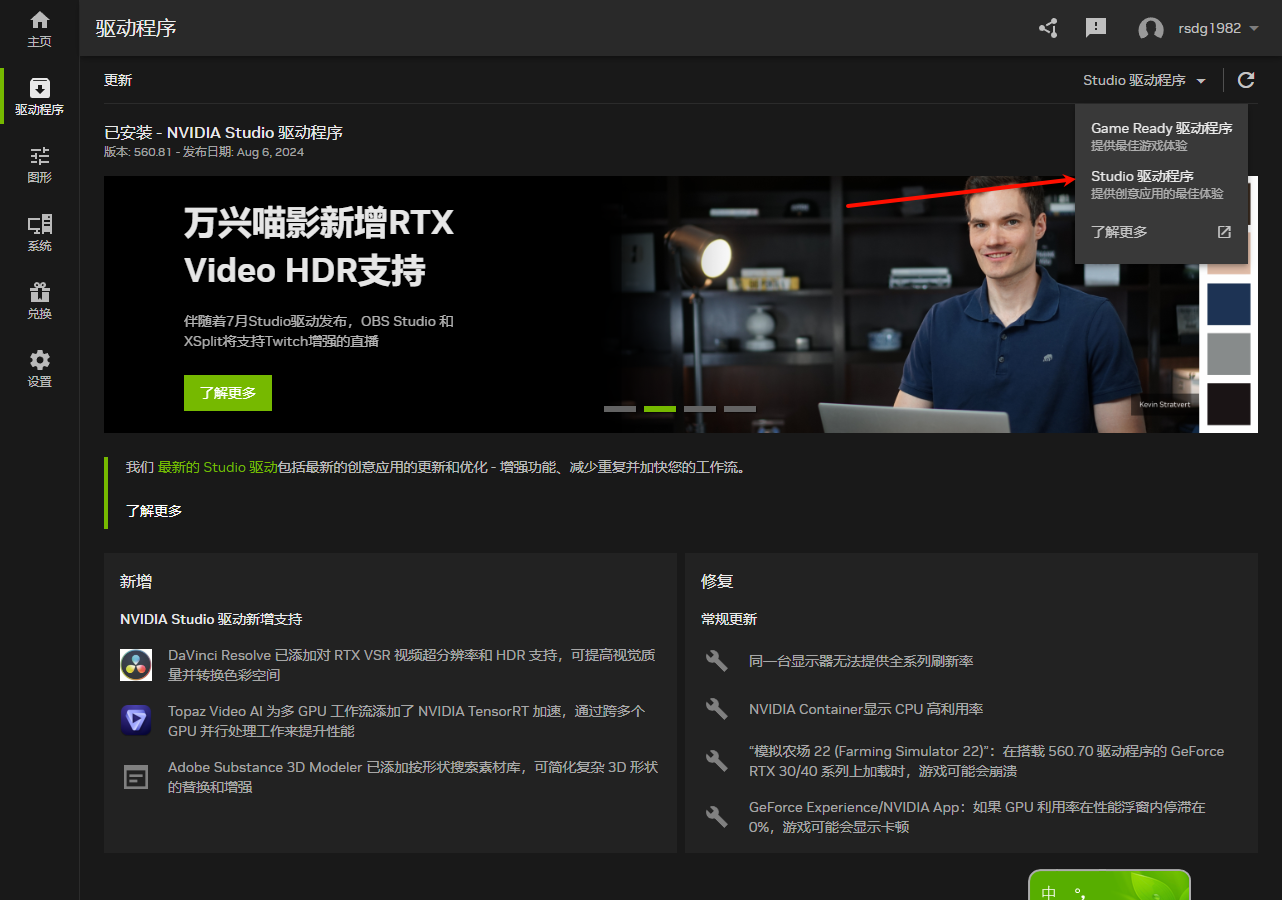 驱动程序
rsdg1982
主页
驱动程序
图形
系统
兑换
设置
更新
Studio 驱动程序
Game Ready 驱动程序
提供最佳游戏体验
Studio 驱动程序
提供创意应用的最佳体验
了解更多
已安装 - NVIDIA Studio 驱动程序
版本: 560.81 - 发布日期: Aug 6, 2024
万兴喵影新增RTX
Video HDR支持
伴随着7月Studio驱动发布，OBS Studio 和
XSplit将支持Twitch增强的直播
了解更多
Kevin Stratvert
我们 最新的 Studio 驱动包括最新的创意应用的更新和优化 - 增强功能、减少重复并加快您的工作流。
了解更多
新增
NVIDIA Studio 驱动新增支持
DaVinci Resolve 已添加对 RTX VSR 视频超分辨率和 HDR 支持，可提高视觉质
量并转换色彩空间
Topaz Video AI 为多 GPU 工作流添加了 NVIDIA TensorRT 加速，通过跨多个
GPU 并行处理工作来提升性能
Adobe Substance 3D Modeler 已添加按形状搜索素材库，可简化复杂 3D 形状
的替换和增强
修复
常规更新
同一台显示器无法提供全系列刷新率
NVIDIA Container显示 CPU 高利用率
“模拟农场 22 (Farming Simulator 22)”：在搭载 560.70 驱动程序的 GeForce
RTX 30/40 系列上加载时，游戏可能会崩溃
GeForce Experience/NVIDIA App：如果 GPU 利用率在性能浮窗内停滞在
0%，游戏可能会显示卡顿
中 °,